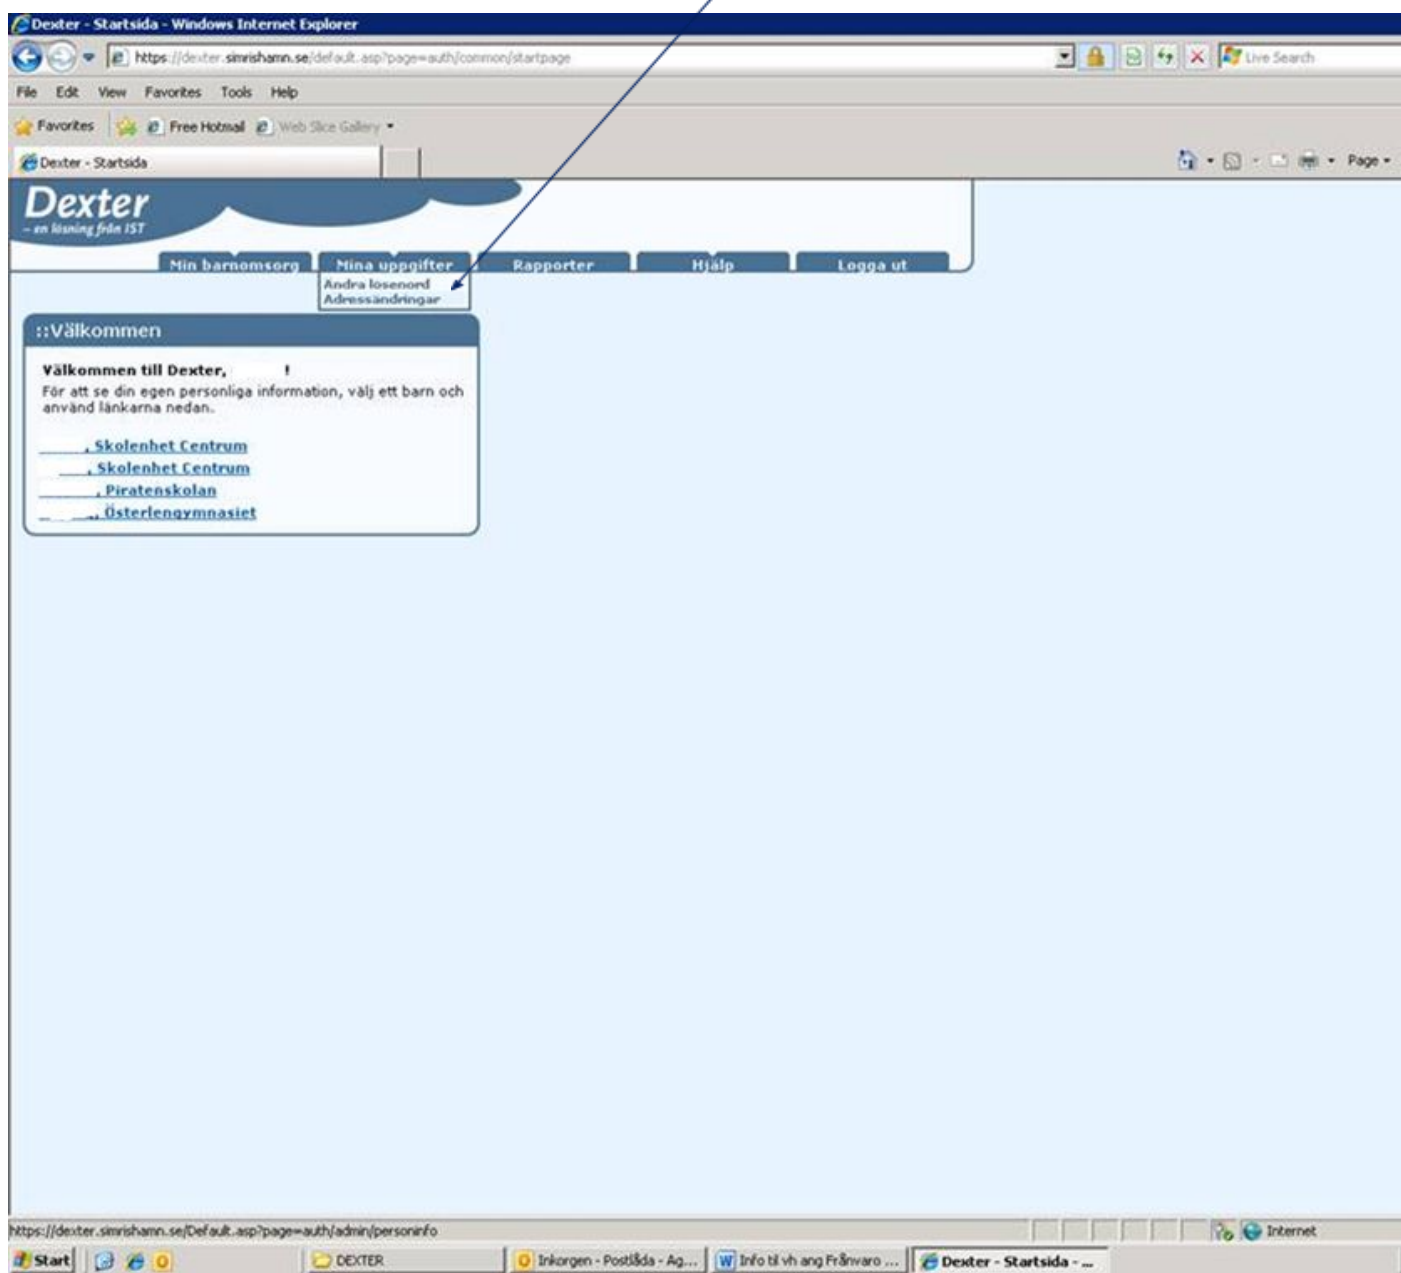 Dexter - Startsida - Windows Internet Explorer
https://dexter.simrishamn.se/default.asp?page=auth/common/startpage
Live Search
File Edit View Favorites Tools Help
Favorites Free Hotmail Web Slice Gallery
Dexter - Startsida
Page
Dexter
– en lösning från IST
Min barnomsorg Mina uppgifter Rapporter Hjälp Logga ut
Ändra lösenord
Adressändringar
::Välkommen
Välkommen till Dexter, !
För att se din egen personliga information, välj ett barn och
använd länkarna nedan.
, Skolenhet Centrum
, Skolenhet Centrum
, Piratenskolan
, Österlengymnasiet
https://dexter.simrishamn.se/Default.asp?page=auth/admin/personinfo
Internet
Start DEXTER Inkorgen - Postlåda - Ag... Info til vh ang Frånvaro ... Dexter - Startsida - ...